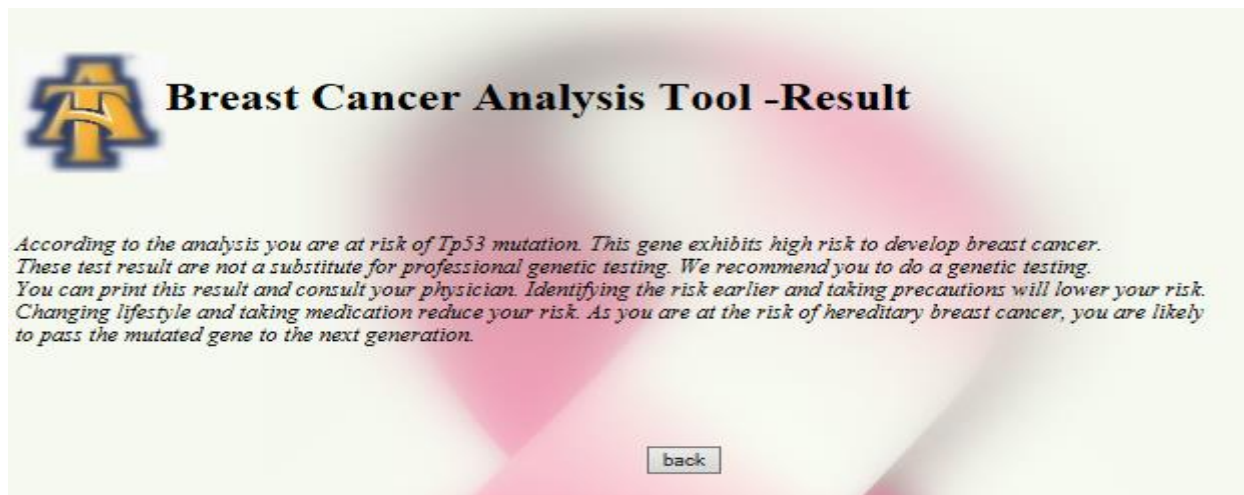 AT
Breast Cancer Analysis Tool -Result
According to the analysis you are at risk of Tp53 mutation. This gene exhibits high risk to develop breast cancer.
These test result are not a substitute for professional genetic testing. We recommend you to do a genetic testing.
You can print this result and consult your physician. Identifying the risk earlier and taking precautions will lower your risk.
Changing lifestyle and taking medication reduce your risk. As you are at the risk of hereditary breast cancer, you are likely
to pass the mutated gene to the next generation.
back